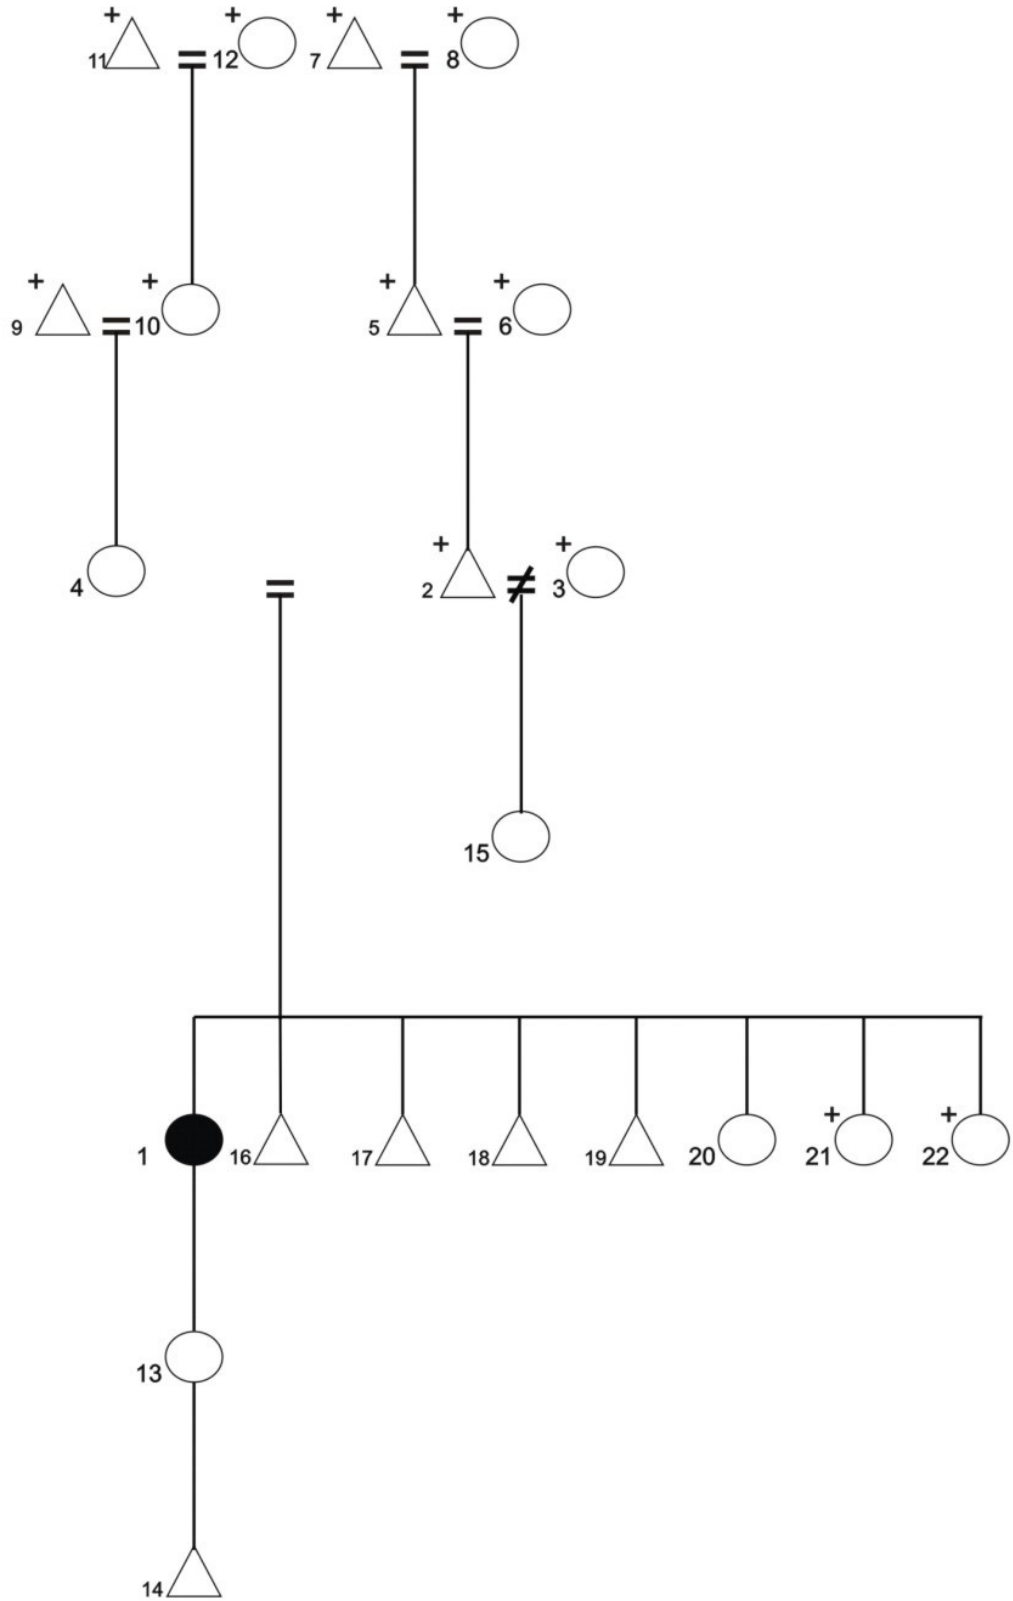 + + + +
11 = 12 7 = 8
+ + + +
9 = 10 5 = 6
+ +
4 = 2 ≠ 3
15
+ +
1 16 17 18 19 20 21 22
13
14